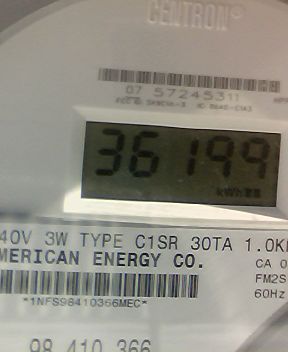 CENTRON®
07 57245311
36199
kWh
40V 3W TYPE C1SR 30TA 1.0K
MERICAN ENERGY CO. CA 0
FM2S
*1NFS98410366MEC* 60Hz
98 410 366